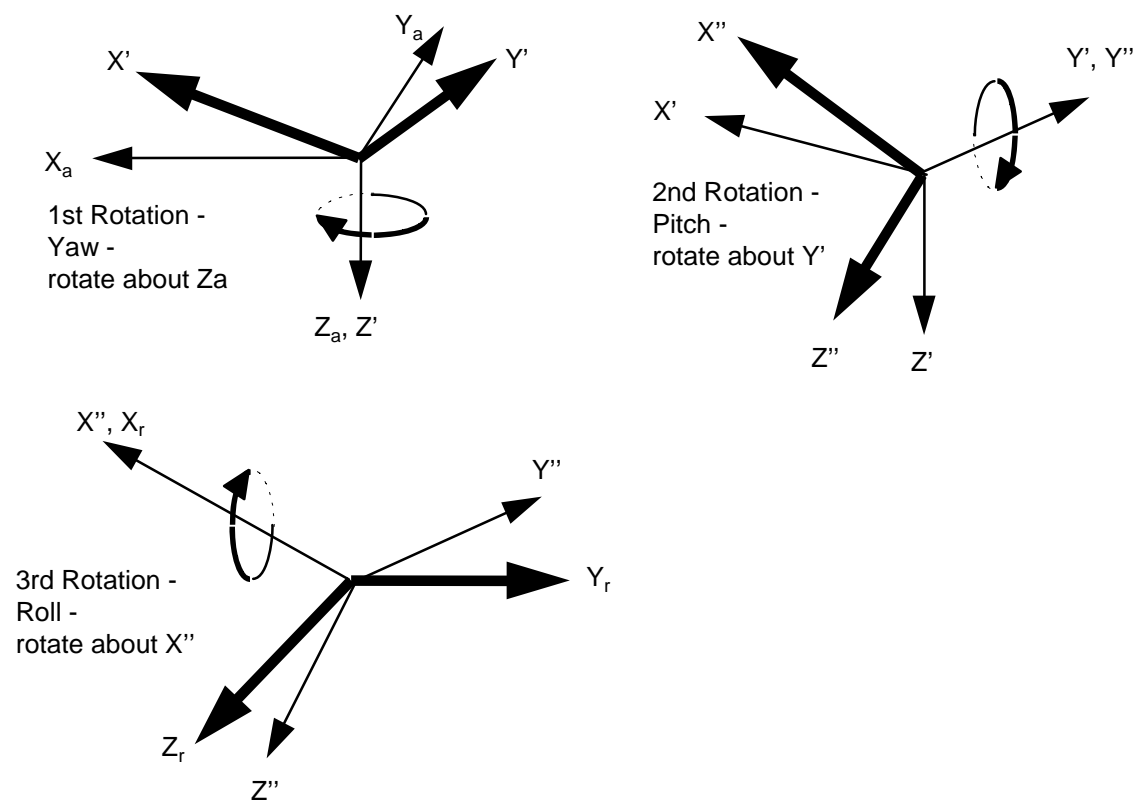 Y_a
X’
Y’
X_a
1st Rotation -
Yaw -
rotate about Za
Z_a, Z’
X’’
Y’, Y’’
X’
2nd Rotation -
Pitch -
rotate about Y’
Z’’
Z’
X’’, X_r
Y’’
3rd Rotation -
Roll -
rotate about X’’
Y_r
Z_r
Z’’